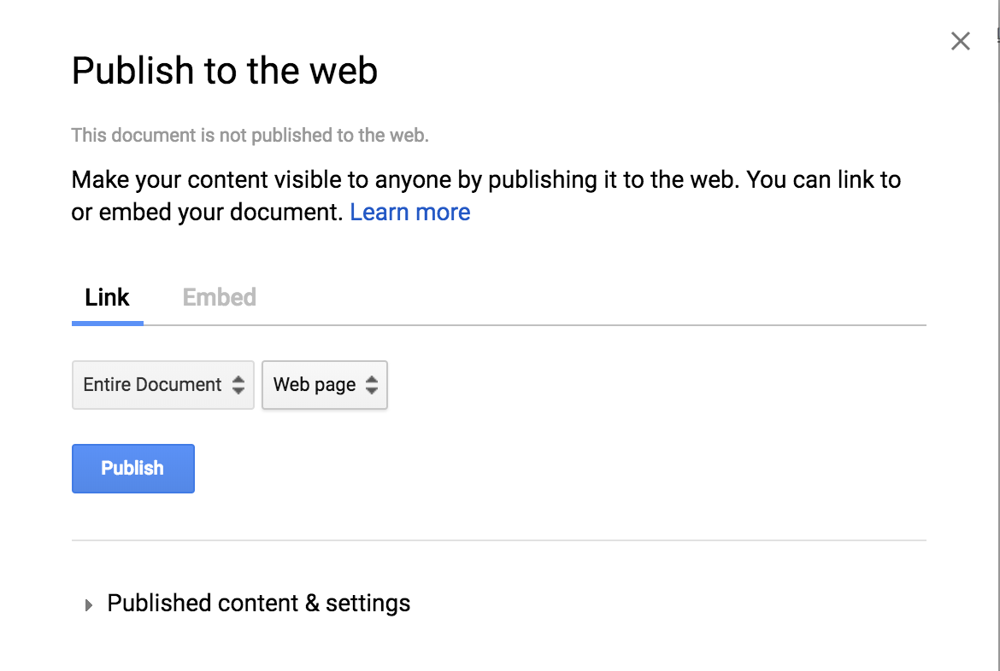 Publish to the web
This document is not published to the web.
Make your content visible to anyone by publishing it to the web. You can link to
or embed your document. Learn more
Link Embed
Entire Document Web page
Publish
Published content & settings